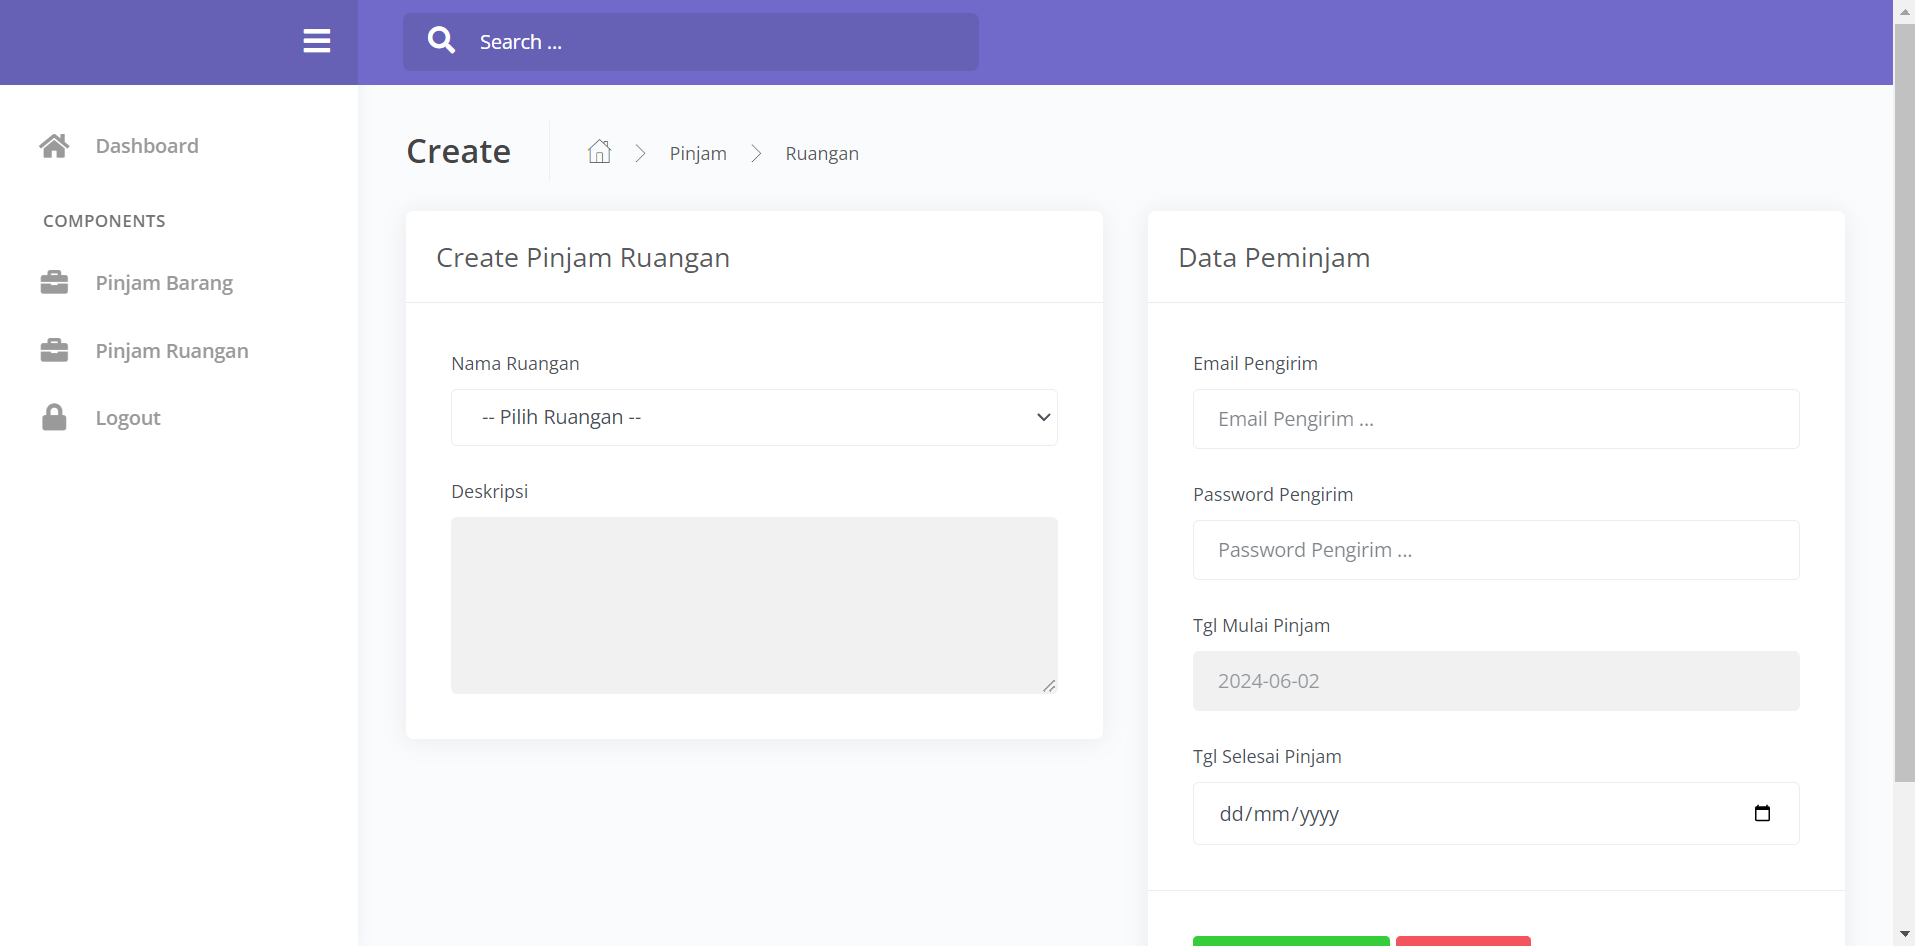 Search ...
Dashboard
COMPONENTS
Pinjam Barang
Pinjam Ruangan
Logout
Create
Pinjam
Ruangan
Create Pinjam Ruangan
Nama Ruangan
-- Pilih Ruangan --
Deskripsi
Data Peminjam
Email Pengirim
Email Pengirim ...
Password Pengirim
Password Pengirim ...
Tgl Mulai Pinjam
2024-06-02
Tgl Selesai Pinjam
dd/mm/yyyy